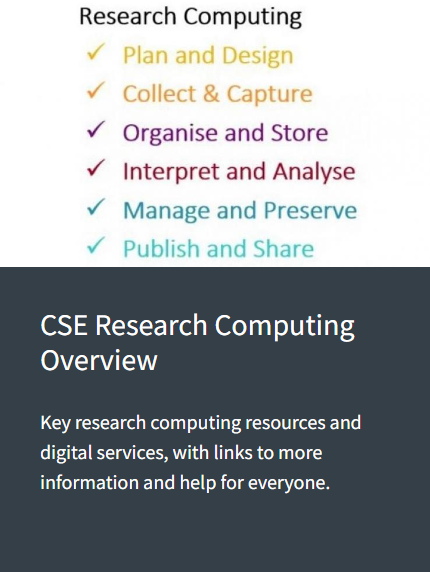 Research Computing
✓ Plan and Design
✓ Collect & Capture
✓ Organise and Store
✓ Interpret and Analyse
✓ Manage and Preserve
✓ Publish and Share
CSE Research Computing
Overview
Key research computing resources and
digital services, with links to more
information and help for everyone.